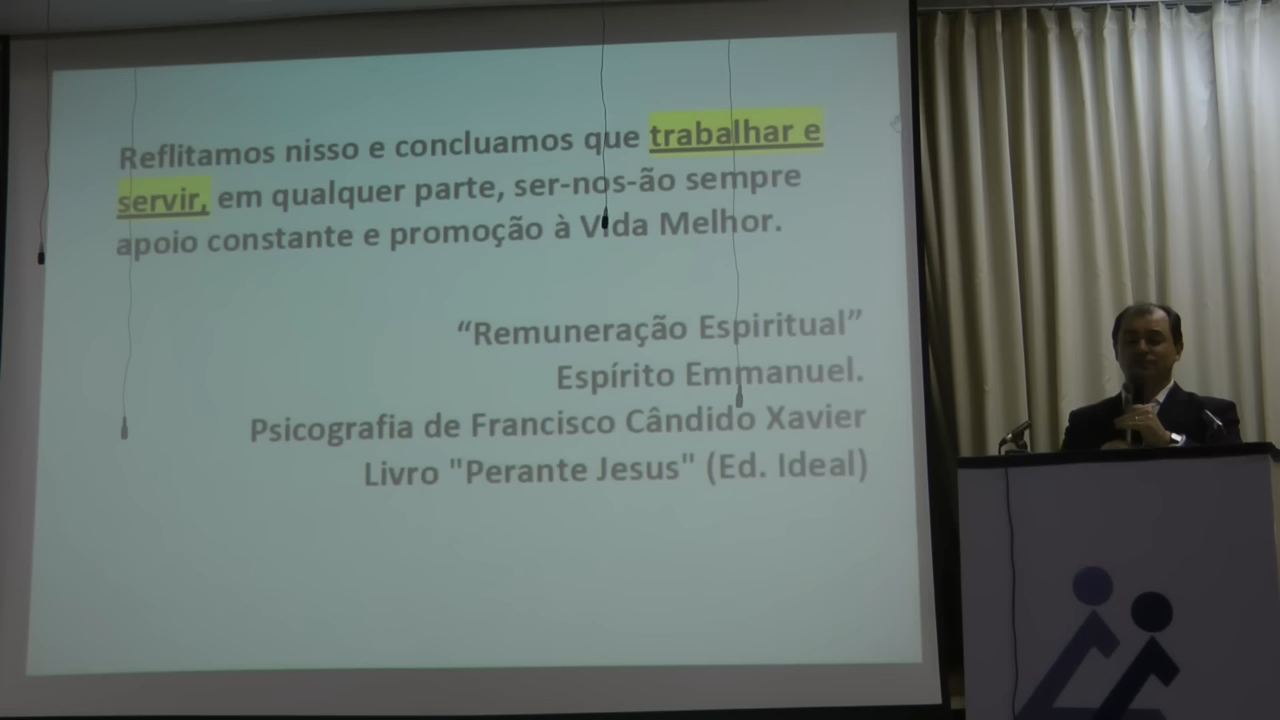 Reflitamos nisso e concluamos que trabalhar e
servir, em qualquer parte, ser-nos-ão sempre
apoio constante e promoção à Vida Melhor.
“Remuneração Espiritual”
Espírito Emmanuel.
Psicografia de Francisco Cândido Xavier
Livro "Perante Jesus" (Ed. Ideal)